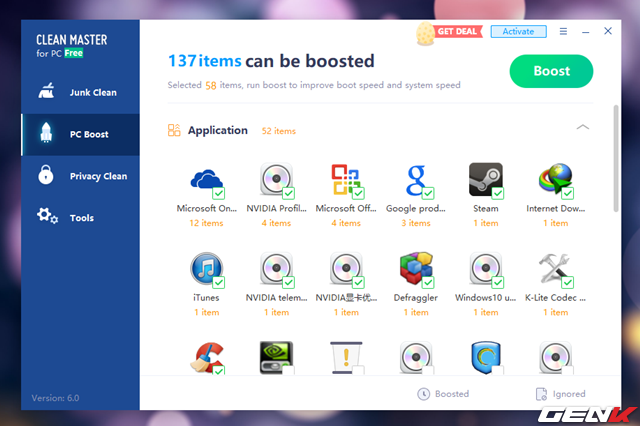 CLEAN MASTER
for PC Free
Junk Clean
PC Boost
Privacy Clean
Tools
Version: 6.0
GET DEAL
Activate
137 items can be boosted
Selected 58 items, run boost to improve boot speed and system speed
Boost
Application 52 items
Microsoft On... NVIDIA Profil... Microsoft Off... Google prod... Steam Internet Dow...
12 items 4 items 4 items 3 items 1 item 1 item
iTunes NVIDIA telem... NVIDIA显卡优... Defraggler Windows10 u... K-Lite Codec ...
1 item 1 item 1 item 1 item 1 item 1 item
Boosted Ignored
GENK